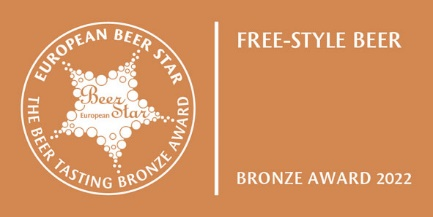 EUROPEAN BEER STAR
THE BEER TASTING BRONZE AWARD
Beer
European Star
FREE-STYLE BEER
BRONZE AWARD 2022